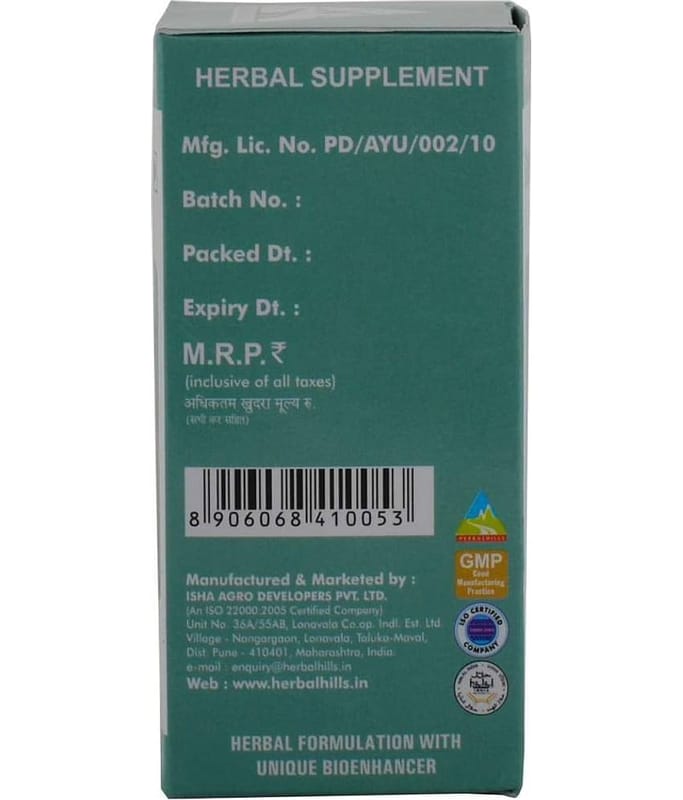 HERBAL SUPPLEMENT
Mfg. Lic. No. PD/AYU/002/10
Batch No. :
Packed Dt. :
Expiry Dt. :
M.R.P. ₹
(inclusive of all taxes)
अधिकतम खुदरा मूल्य रु.
(सभी कर सहित)
8 906068 410053
HERBALHILLS
GMP
Good
Manufacturing
Practice
Manufactured & Marketed by :
ISHA AGRO DEVELOPERS PVT. LTD.
(An ISO 22000:2005 Certified Company)
Unit No. 36A/55AB, Lonavala Co.op. Indl. Est. Ltd.
Village - Nangargaon, Lonavala, Taluka-Maval,
Dist. Pune - 410401, Maharashtra, India.
e-mail : enquiry@herbalhills.in
Web : www.herbalhills.in
ISO CERTIFIED
COMPANY
HERBAL FORMULATION WITH
UNIQUE BIOENHANCER